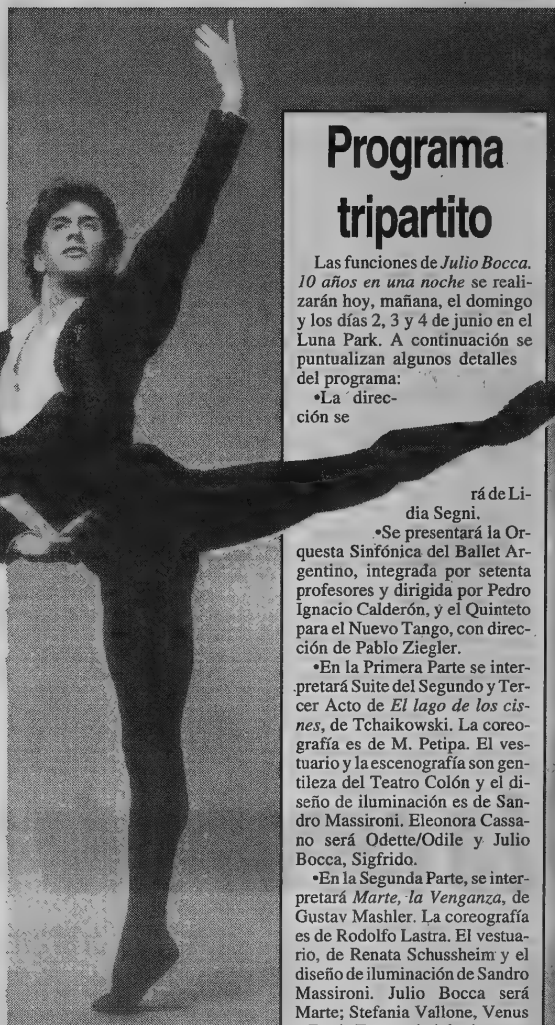 Programa
tripartito
Las funciones de Julio Bocca.
10 años en una noche se reali-
zarán hoy, mañana, el domingo
y los días 2, 3 y 4 de junio en el
Luna Park. A continuación se
puntualizan algunos detalles
del programa:
•La direc-
ción se
rá de Li-
dia Segni.
•Se presentará la Or-
questa Sinfónica del Ballet Ar-
gentino, integrada por setenta
profesores y dirigida por Pedro
Ignacio Calderón, y el Quinteto
para el Nuevo Tango, con direc-
ción de Pablo Ziegler.
•En la Primera Parte se inter-
pretará Suite del Segundo y Ter-
cer Acto de El lago de los cis-
nes, de Tchaikowski. La coreo-
grafía es de M. Petipa. El ves-
tuario y la escenografía son gen-
tileza del Teatro Colón y el di-
seño de iluminación es de San-
dro Massironi. Eleonora Cassa-
no será Odette/Odile y Julio
Bocca, Sigfrido.
•En la Segunda Parte, se inter-
pretará Marte, la Venganza, de
Gustav Mashler. La coreografía
es de Rodolfo Lastra. El vestua-
rio, de Renata Schussheim y el
diseño de iluminación de Sandro
Massironi. Julio Bocca será
Marte; Stefania Vallone, Venus